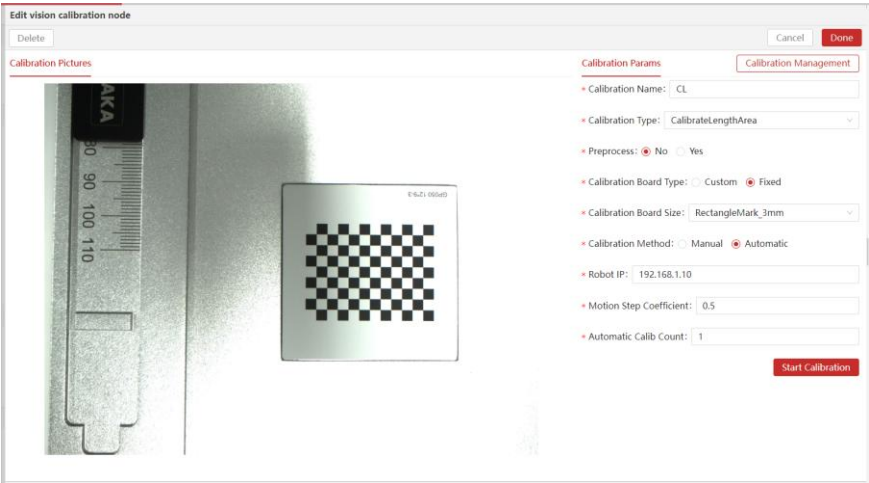 Edit vision calibration node
Delete
Cancel
Done
Calibration Pictures
Calibration Params
Calibration Management
* Calibration Name: CL
* Calibration Type: CalibrateLengthArea
* Preprocess: No Yes
* Calibration Board Type: Custom Fixed
* Calibration Board Size: RectangleMark_3mm
* Calibration Method: Manual Automatic
* Robot IP: 192.168.1.10
* Motion Step Coefficient: 0.5
* Automatic Calib Count: 1
Start Calibration
AKA
80
90
100
110